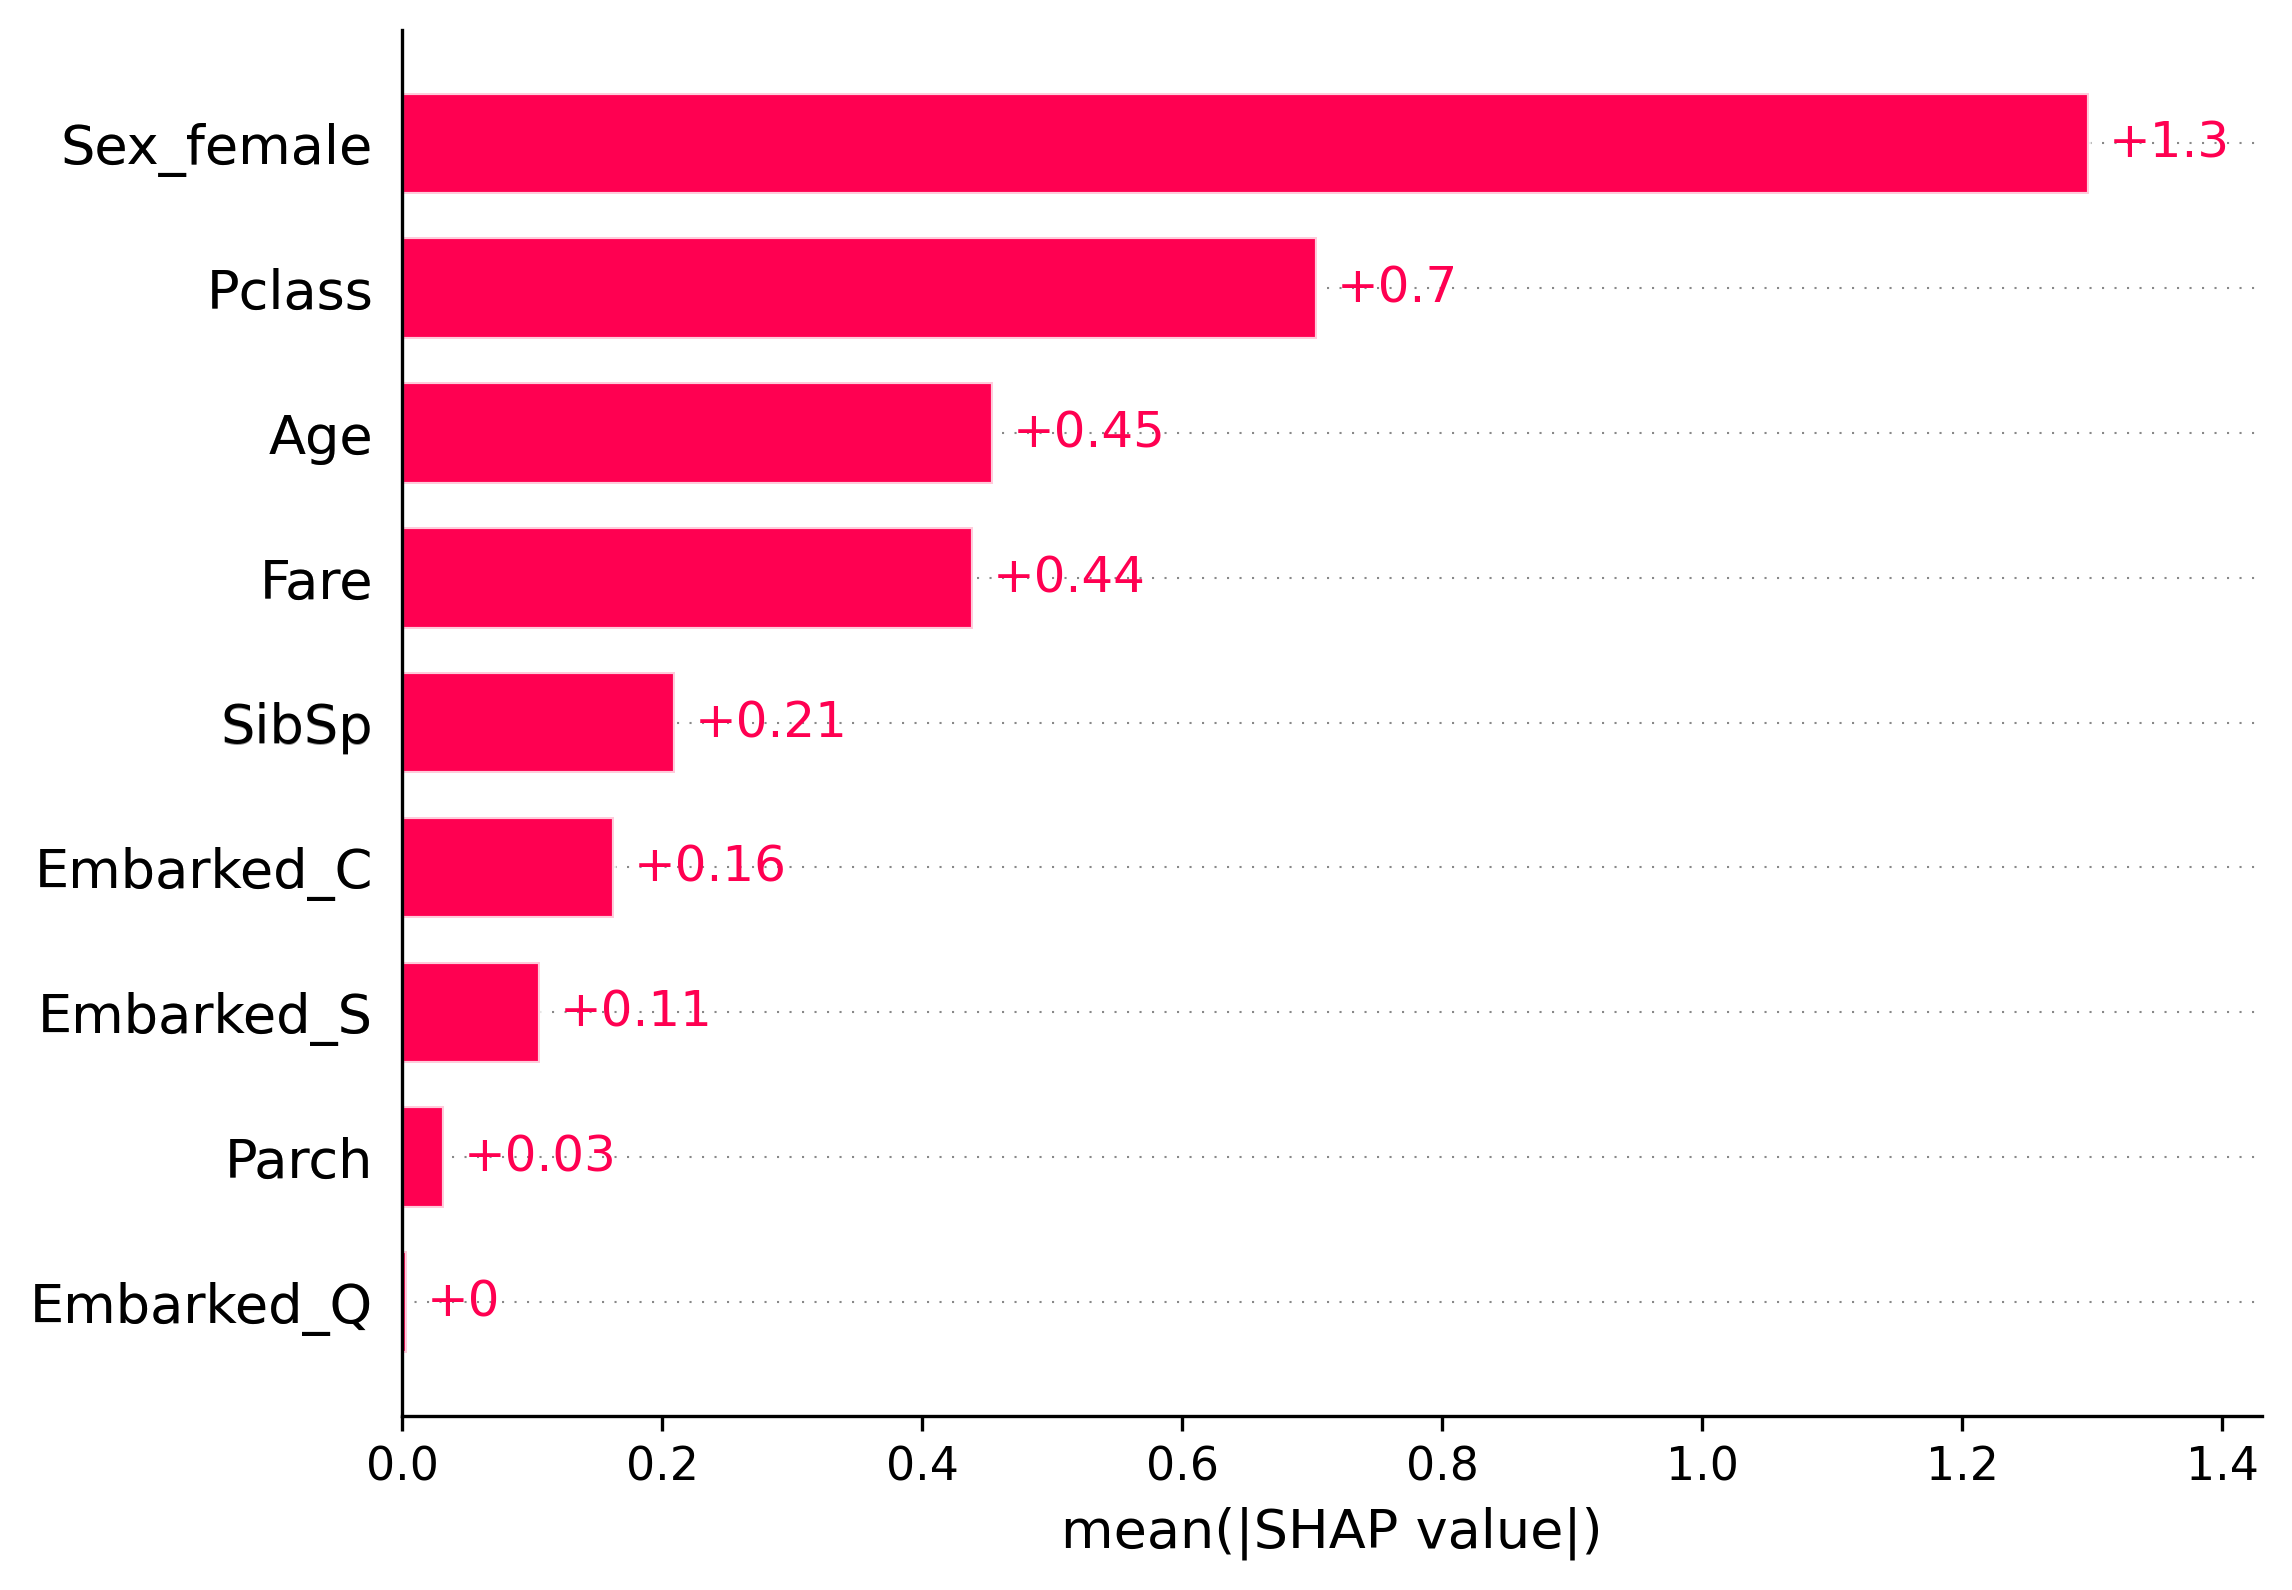 Sex_female +1.3
Pclass +0.7
Age +0.45
Fare +0.44
SibSp +0.21
Embarked_C +0.16
Embarked_S +0.11
Parch +0.03
Embarked_Q +0
0.0 0.2 0.4 0.6 0.8 1.0 1.2 1.4
mean(|SHAP value|)